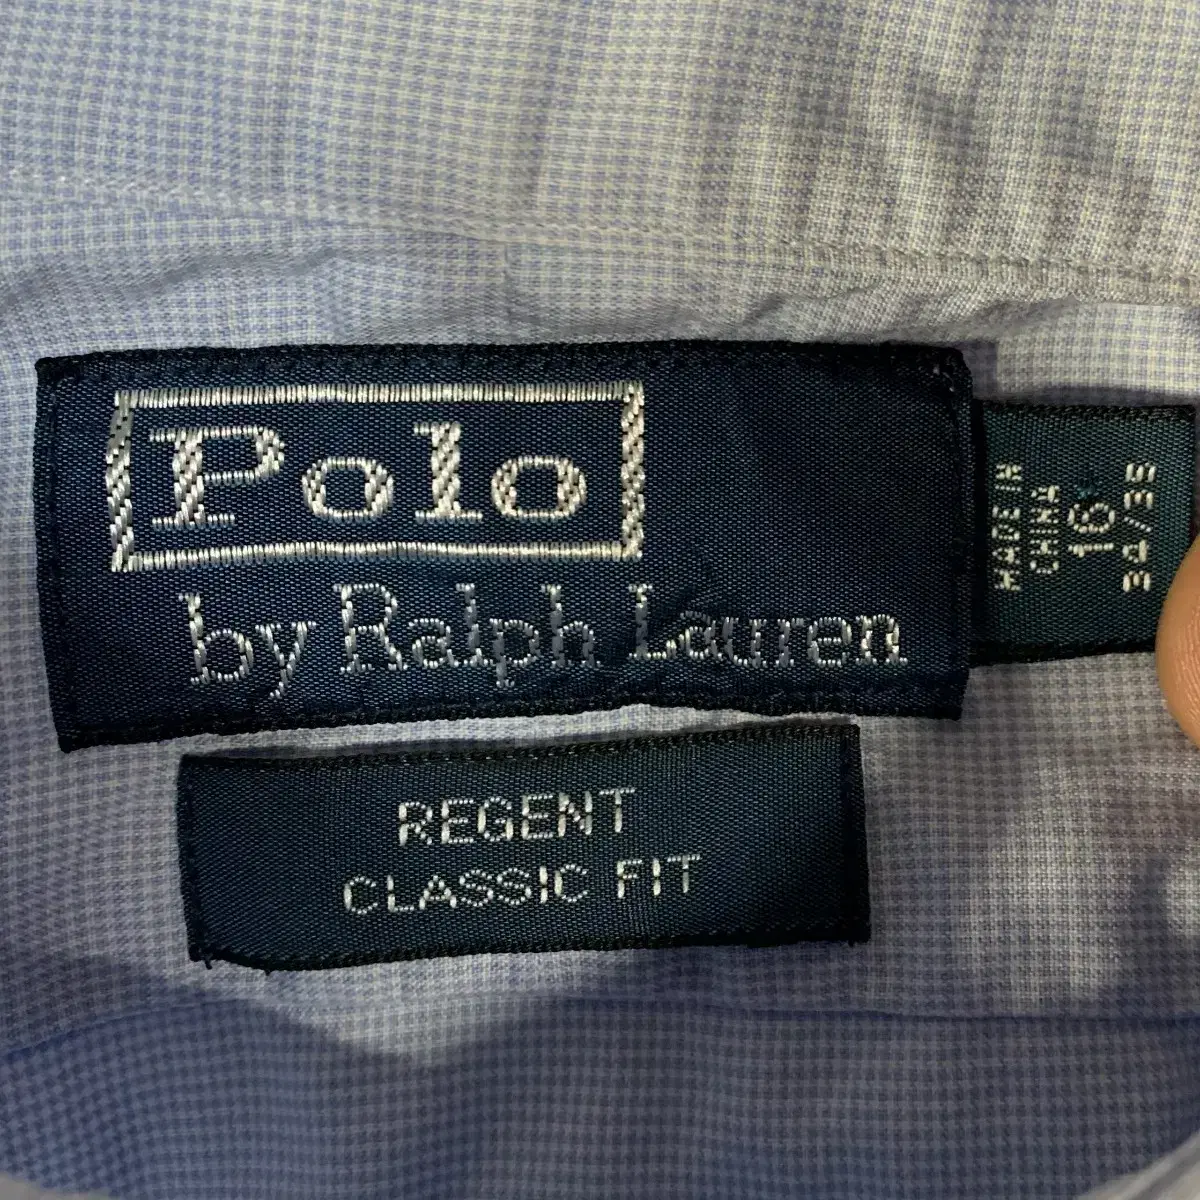 Polo
by Ralph Lauren
MADE IN
CHINA
16
34/35
REGENT
CLASSIC FIT